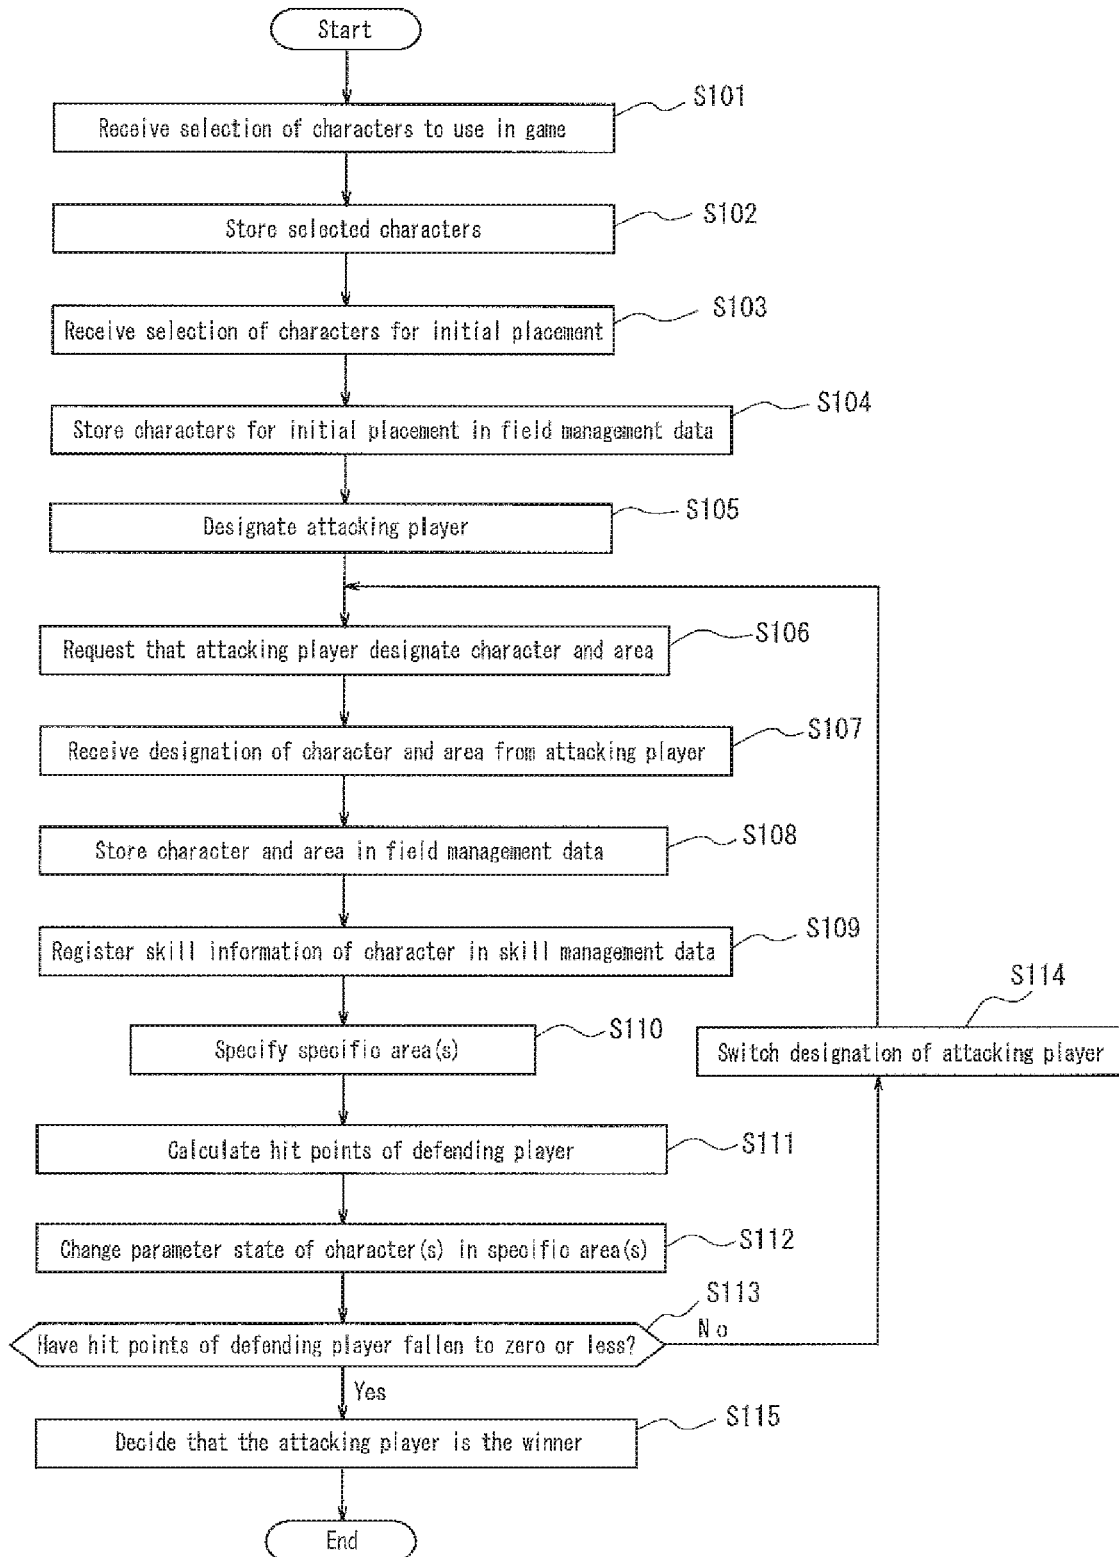 Start
S101
Receive selection of characters to use in game
S102
Store selected characters
S103
Receive selection of characters for initial placement
S104
Store characters for initial placement in field management data
S105
Designate attacking player
S106
Request that attacking player designate character and area
S107
Receive designation of character and area from attacking player
S108
Store character and area in field management data
S109
Register skill information of character in skill management data
S114
S110
Specify specific area(s)
Switch designation of attacking player
S111
Calculate hit points of defending player
S112
Change parameter state of character(s) in specific area(s)
S113
Have hit points of defending player fallen to zero or less?
No
Yes
S115
Decide that the attacking player is the winner
End